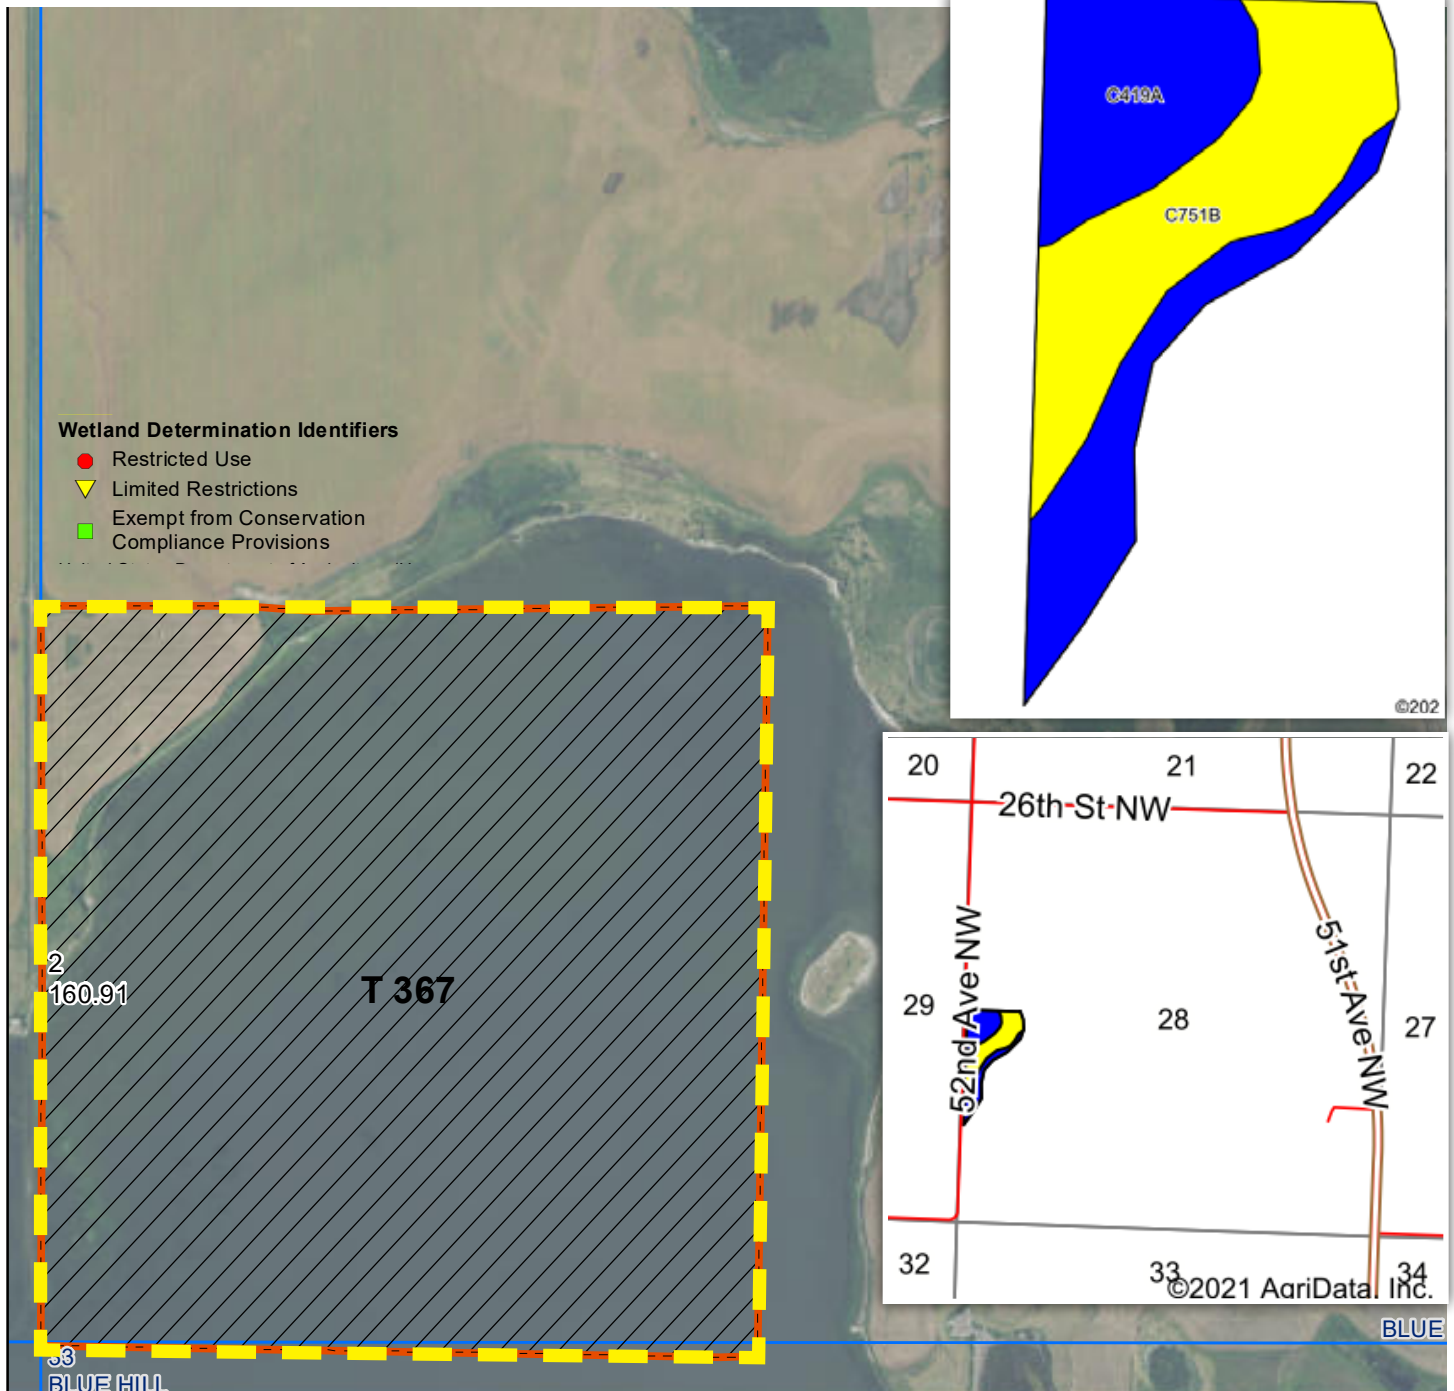 Wetland Determination Identifiers
Restricted Use
Limited Restrictions
Exempt from Conservation
Compliance Provisions
2
160.91
T 367
33
BLUE HILL
BLUE
C419A
C751B
©202
20
21
22
26th St NW
52nd Ave NW
51st Ave NW
29
28
27
32
33
34
©2021 AgriData, Inc.